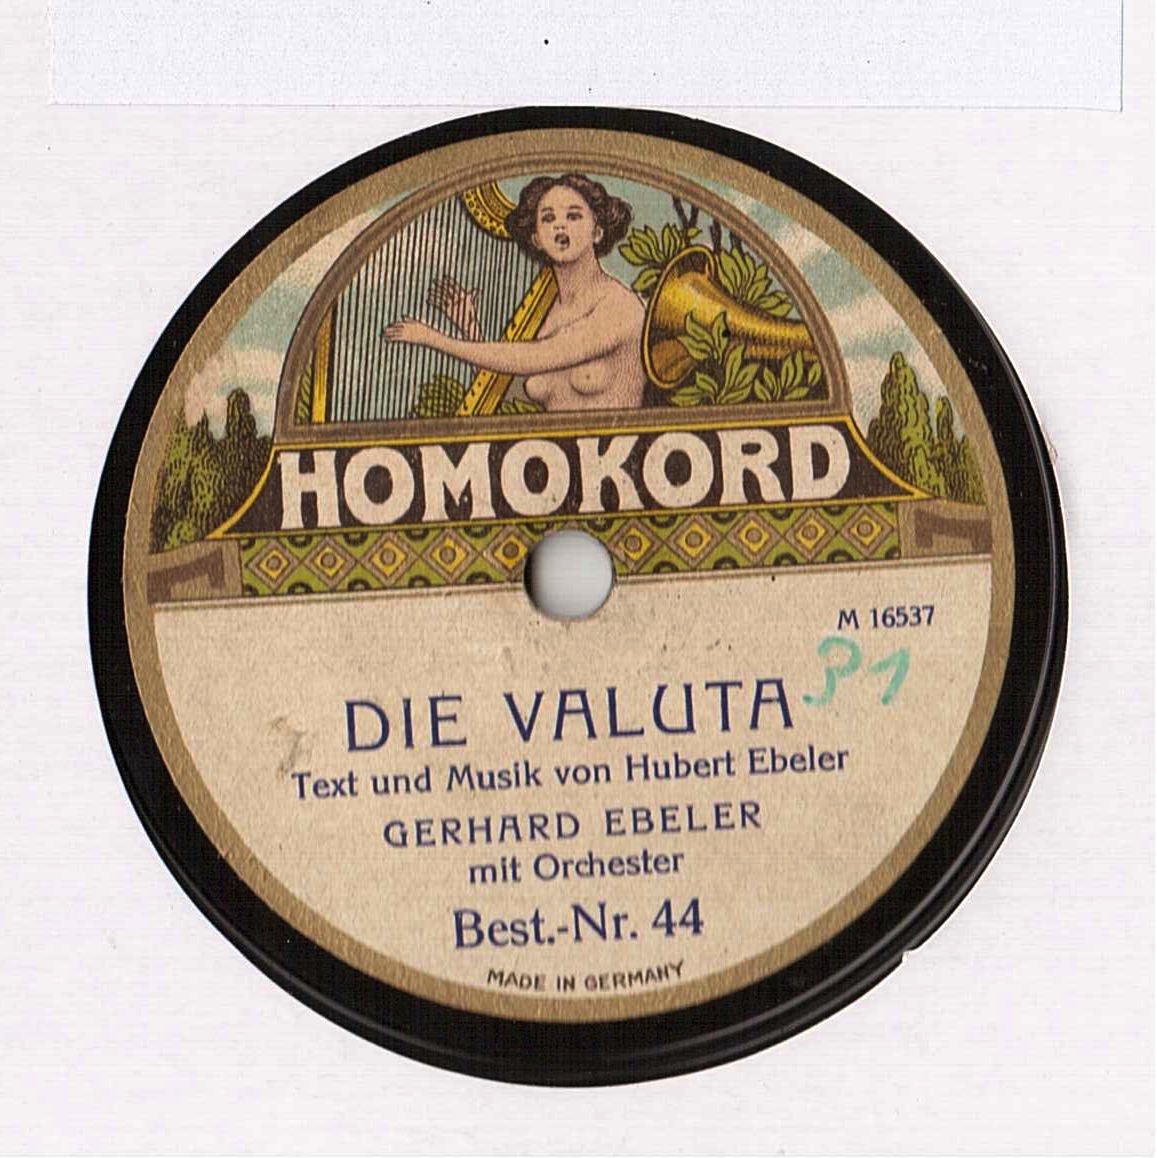 HOMOKORD
M 16537
DIE VALUTA
Text und Musik von Hubert Ebeler
GERHARD EBELER
mit Orchester
Best.-Nr. 44
MADE IN GERMANY